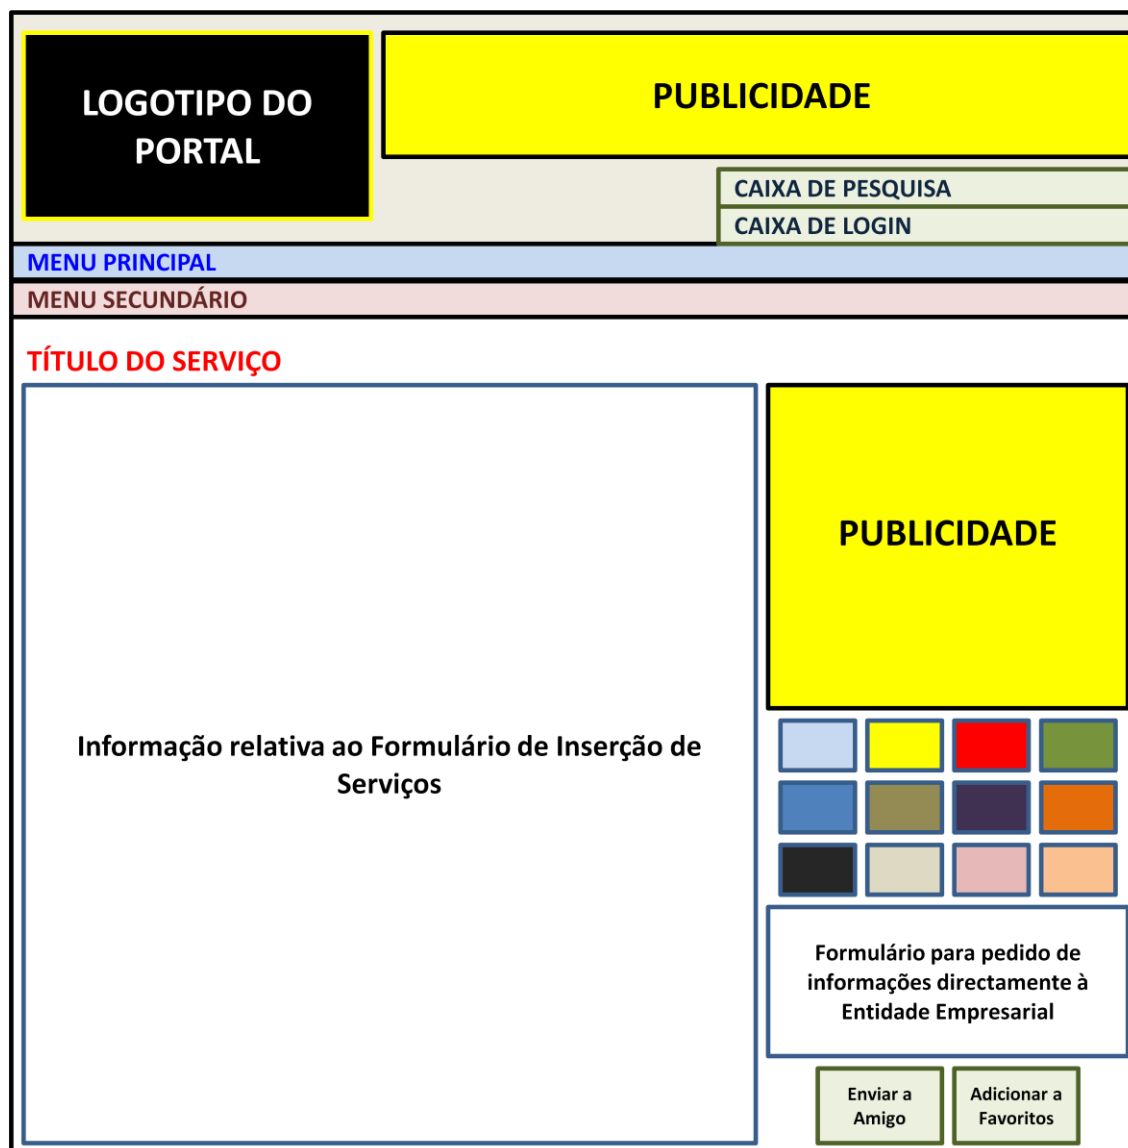 LOGOTIPO DO
PORTAL
PUBLICIDADE
CAIXA DE PESQUISA
CAIXA DE LOGIN
MENU PRINCIPAL
MENU SECUNDÁRIO
TÍTULO DO SERVIÇO
Informação relativa ao Formulário de Inserção de
Serviços
PUBLICIDADE
Formulário para pedido de
informações directamente à
Entidade Empresarial
Enviar a
Amigo
Adicionar a
Favoritos